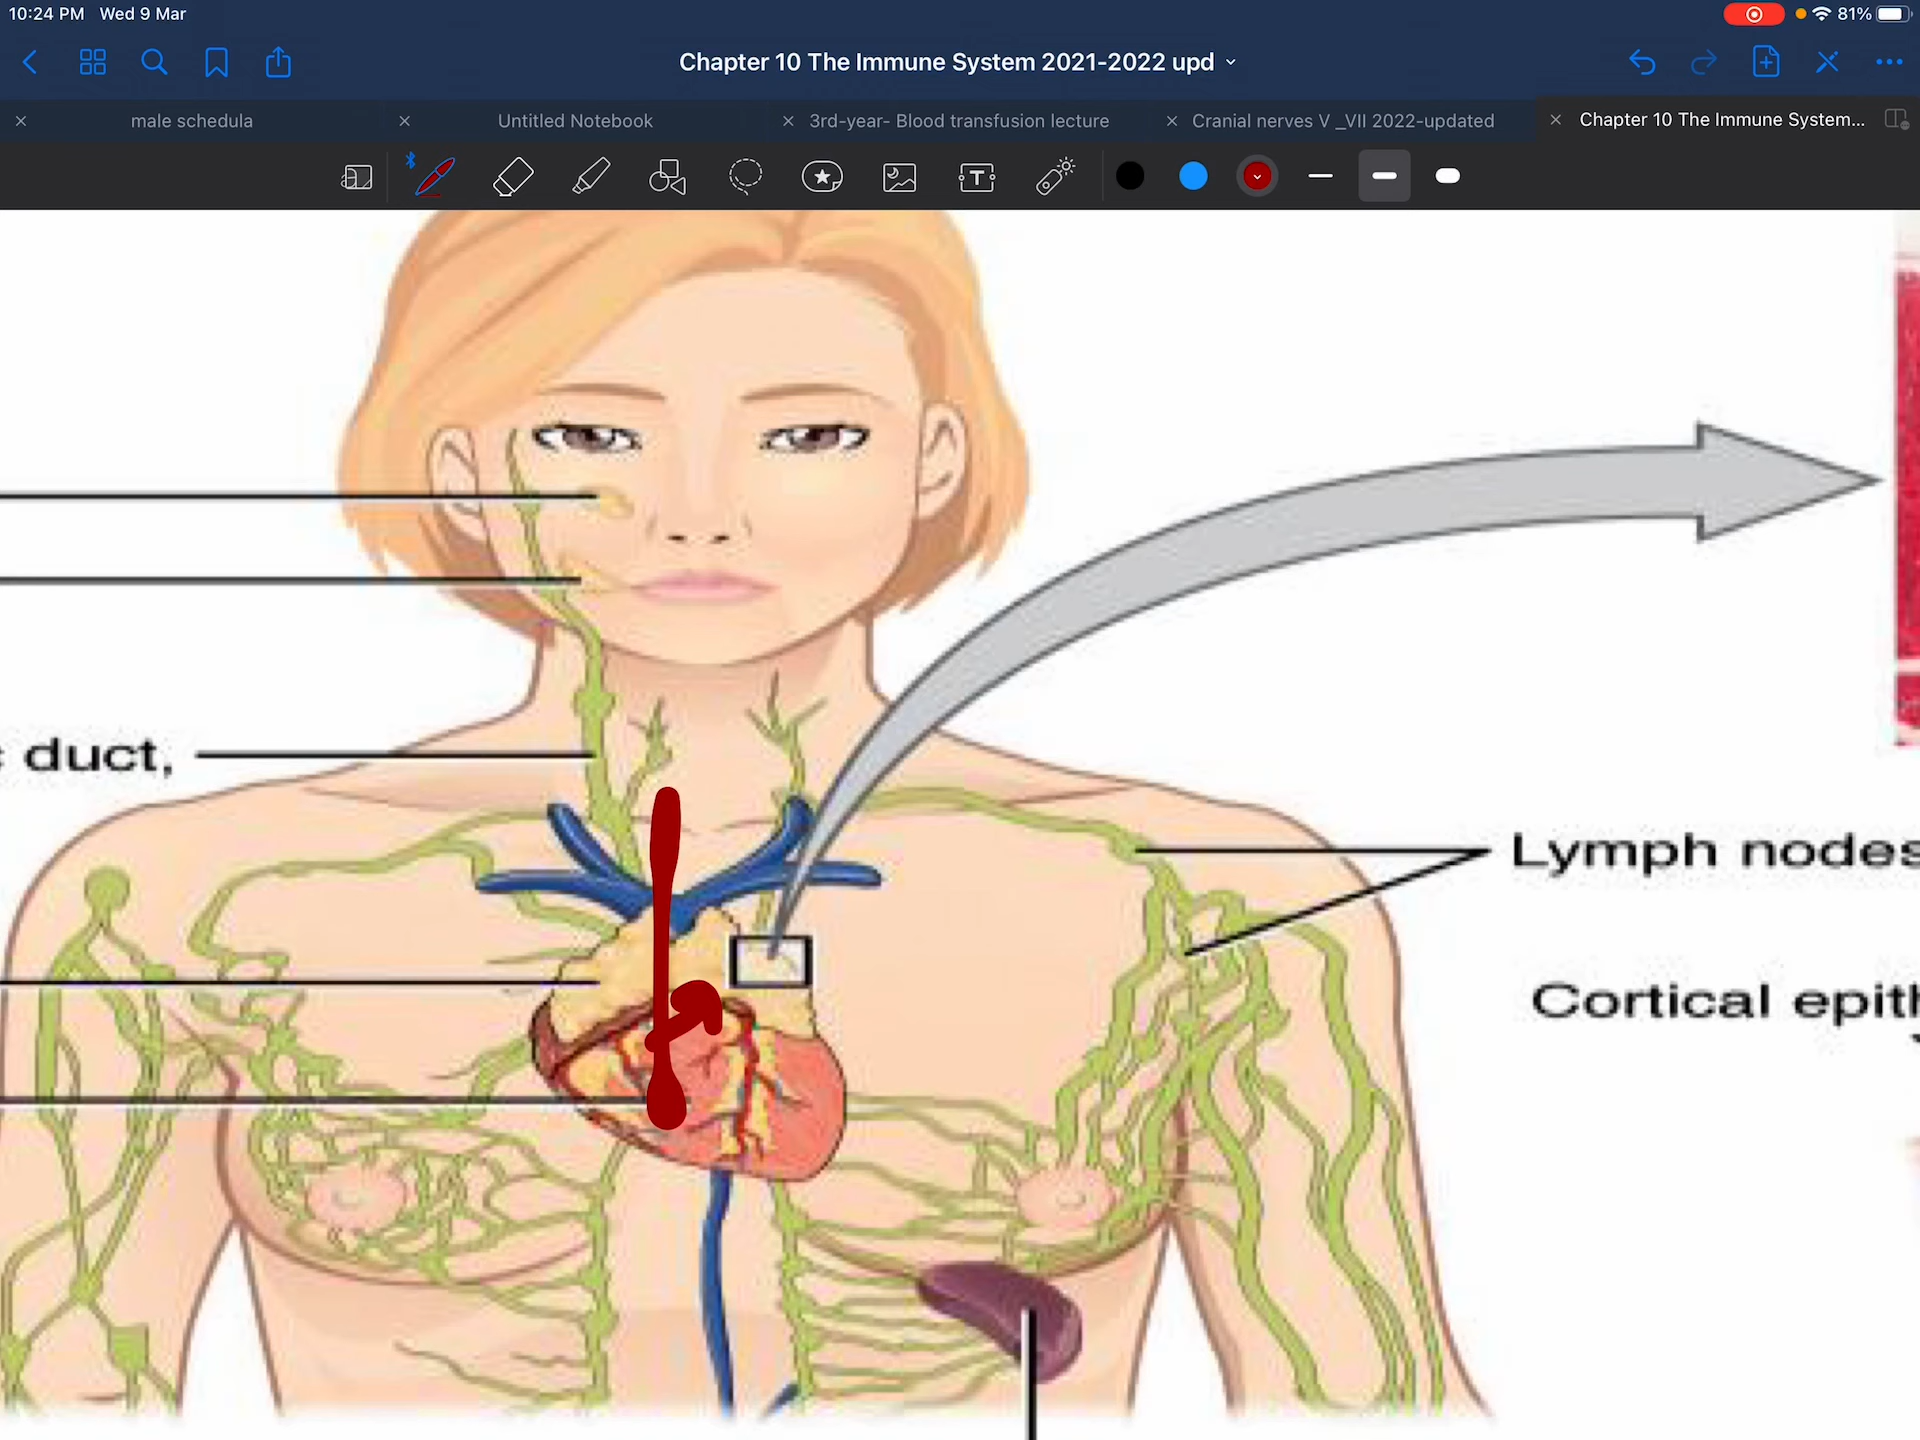 10:24 PM Wed 9 Mar
81%
Chapter 10 The Immune System 2021-2022 upd
male schedula
Untitled Notebook
3rd-year- Blood transfusion lecture
Cranial nerves V _VII 2022-updated
Chapter 10 The Immune System...
T
duct,
Lymph nodes
Cortical epith